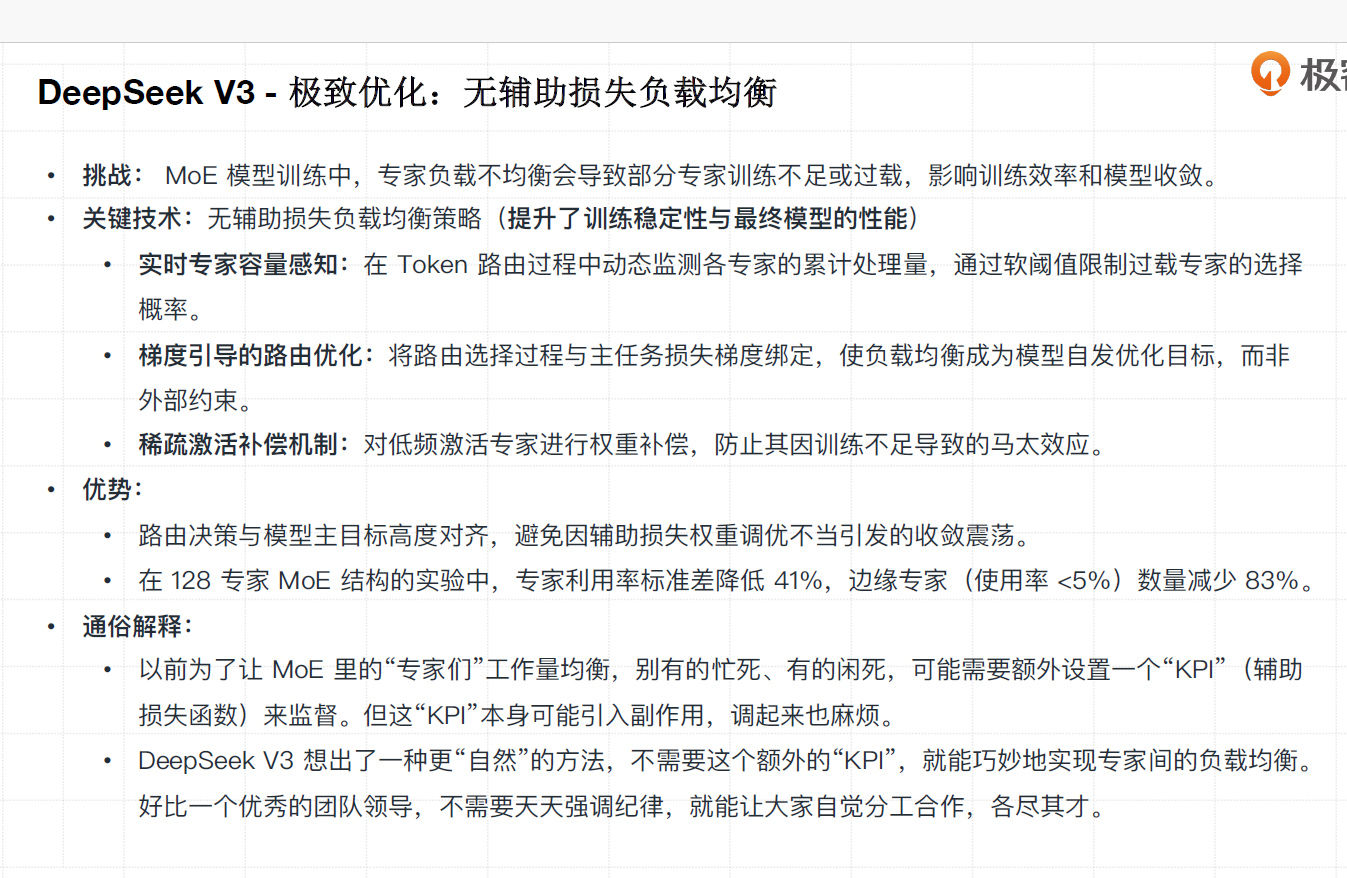 DeepSeek V3 - 极致优化：无辅助损失负载均衡
极客
• 挑战： MoE 模型训练中，专家负载不均衡会导致部分专家训练不足或过载，影响训练效率和模型收敛。
• 关键技术：无辅助损失负载均衡策略（提升了训练稳定性与最终模型的性能）
• 实时专家容量感知：在 Token 路由过程中动态监测各专家的累计处理量，通过软阈值限制过载专家的选择
概率。
• 梯度引导的路由优化：将路由选择过程与主任务损失梯度绑定，使负载均衡成为模型自发优化目标，而非
外部约束。
• 稀疏激活补偿机制：对低频激活专家进行权重补偿，防止其因训练不足导致的马太效应。
• 优势：
• 路由决策与模型主目标高度对齐，避免因辅助损失权重调优不当引发的收敛震荡。
• 在 128 专家 MoE 结构的实验中，专家利用率标准差降低 41%，边缘专家（使用率 <5%）数量减少 83%。
• 通俗解释：
• 以前为了让 MoE 里的“专家们”工作量均衡，别有的忙死、有的闲死，可能需要额外设置一个“KPI”（辅助
损失函数）来监督。但这“KPI”本身可能引入副作用，调起来也麻烦。
• DeepSeek V3 想出了一种更“自然”的方法，不需要这个额外的“KPI”，就能巧妙地实现专家间的负载均衡。
好比一个优秀的团队领导，不需要天天强调纪律，就能让大家自觉分工合作，各尽其才。